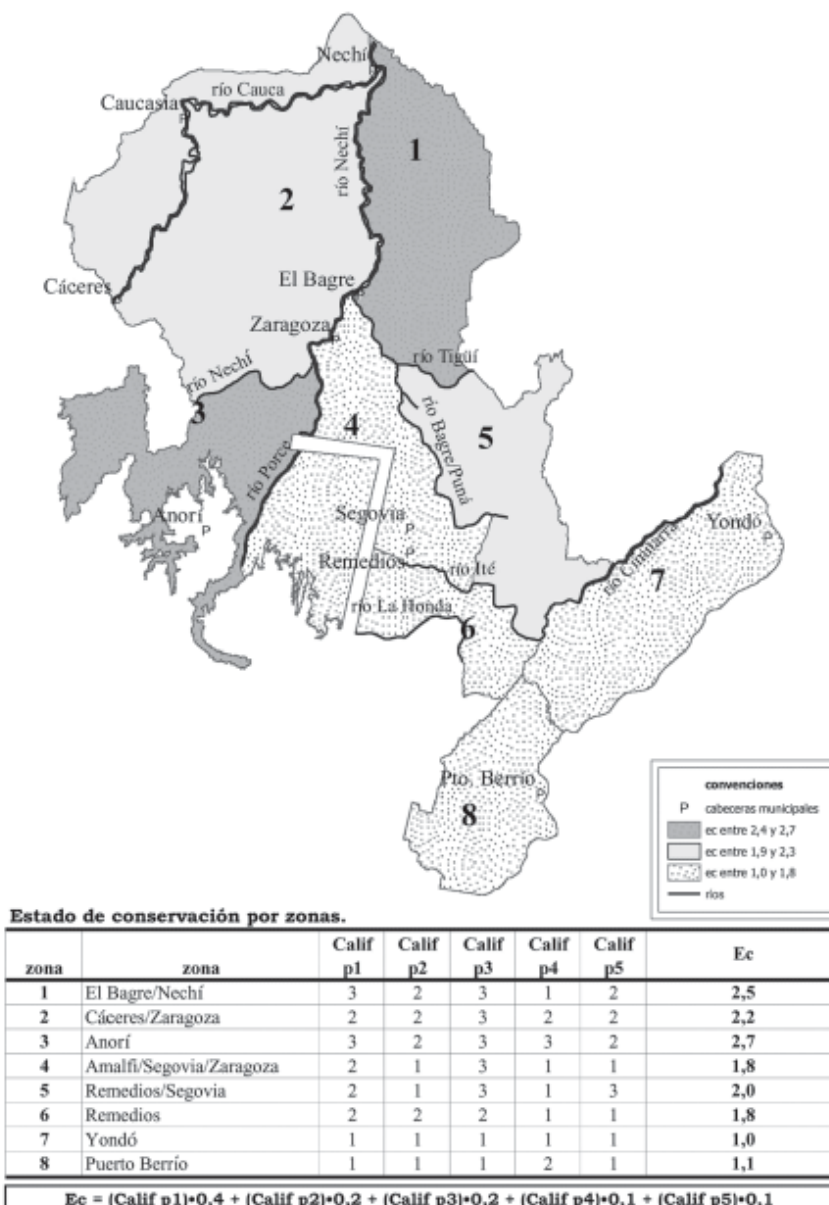 Nechí
río Cauca
Caucasia
río Nechí
1
2
Cáceres
El Bagre
Zaragoza
río Nechí
río Tigüí
3
4
río Bagre/Puná
5
río Porce
Anorí
P
Segovia
P
Yondó
P
Remedios
P
río Ité
río Cimitarra
7
río La Honda
6
Pto. Berrío
P
8
convenciones
P cabeceras municipales
ec entre 2,4 y 2,7
ec entre 1,9 y 2,3
ec entre 1,0 y 1,8
ríos
Estado de conservación por zonas.
zona zona Calif p1 Calif p2 Calif p3 Calif p4 Calif p5 Ec
1 El Bagre/Nechí 3 2 3 1 2 2,5
2 Cáceres/Zaragoza 2 2 3 2 2 2,2
3 Anorí 3 2 3 3 2 2,7
4 Amalfi/Segovia/Zaragoza 2 1 3 1 1 1,8
5 Remedios/Segovia 2 1 3 1 3 2,0
6 Remedios 2 2 2 1 1 1,8
7 Yondó 1 1 1 1 1 1,0
8 Puerto Berrío 1 1 1 2 1 1,1
Ec = (Calif p1)•0,4 + (Calif p2)•0,2 + (Calif p3)•0,2 + (Calif p4)•0,1 + (Calif p5)•0,1